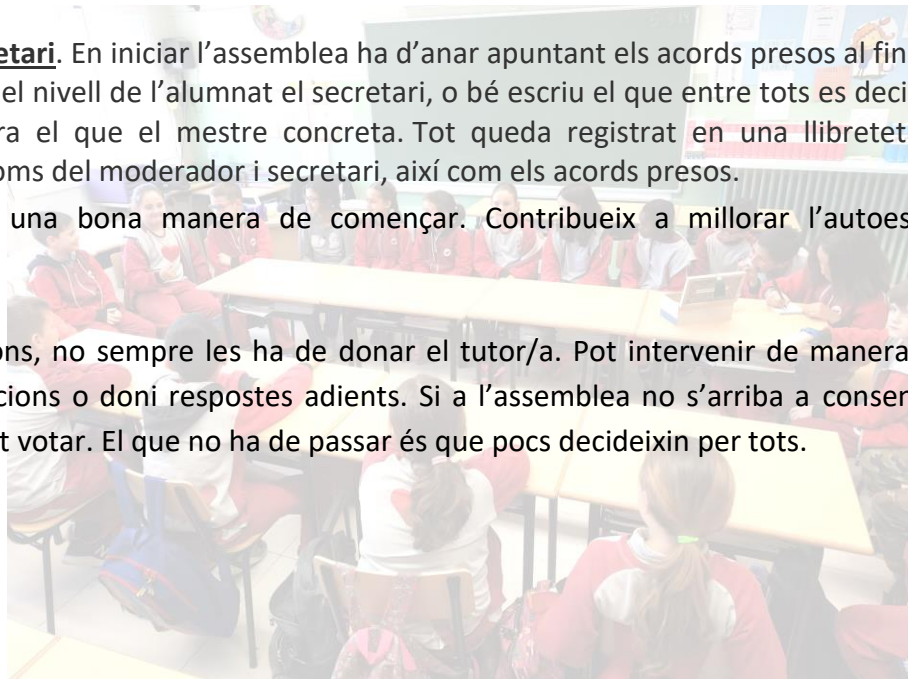 etari. En iniciar l’assemblea ha d’anar apuntant els acords presos al fin
el nivell de l’alumnat el secretari, o bé escriu el que entre tots es deci
ra el que el mestre concreta. Tot queda registrat en una llibretet
oms del moderador i secretari, així com els acords presos.
una bona manera de començar. Contribueix a millorar l’autoes
ons, no sempre les ha de donar el tutor/a. Pot intervenir de manera
cions o doni respostes adients. Si a l’assemblea no s’arriba a consen
t votar. El que no ha de passar és que pocs decideixin per tots.